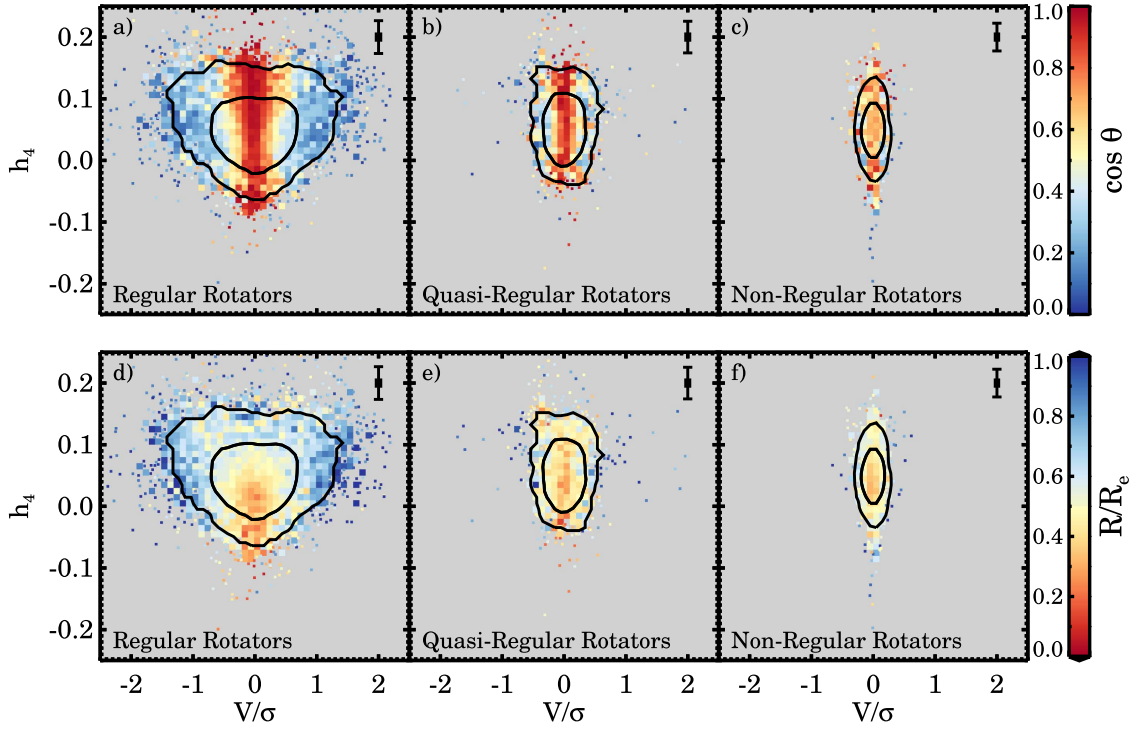 a)
b)
c)
0.2
0.1
0.0
-0.1
-0.2
h₄
Regular Rotators
Quasi-Regular Rotators
Non-Regular Rotators
1.0
0.8
0.6
0.4
0.2
0.0
cos θ
d)
e)
f)
0.2
0.1
0.0
-0.1
-0.2
h₄
Regular Rotators
Quasi-Regular Rotators
Non-Regular Rotators
1.0
0.8
0.6
0.4
0.2
0.0
R/Rₑ
-2 -1 0 1 2
-2 -1 0 1 2
-2 -1 0 1 2
V/σ
V/σ
V/σ